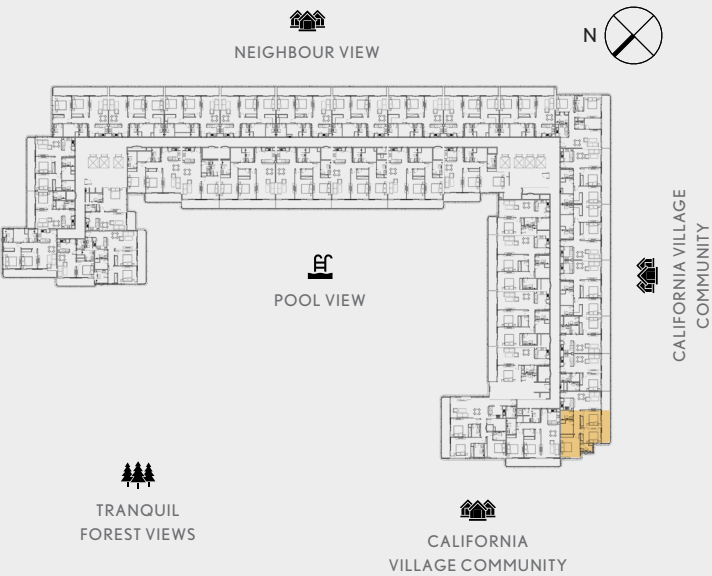 N
NEIGHBOUR VIEW
CALIFORNIA VILLAGE
COMMUNITY
POOL VIEW
TRANQUIL
FOREST VIEWS
CALIFORNIA
VILLAGE COMMUNITY